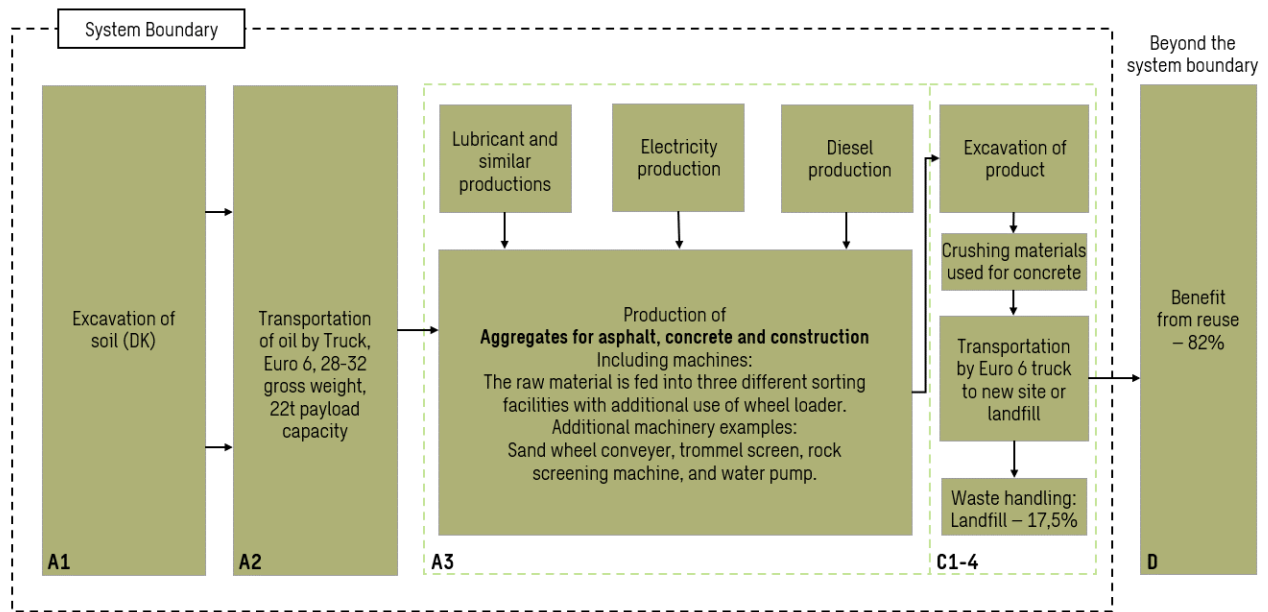 System Boundary
Beyond the
system boundary
Excavation of
soil (DK)
A1
Transportation
of oil by Truck,
Euro 6, 28-32
gross weight,
22t payload
capacity
A2
Lubricant and
similar
productions
Electricity
production
Diesel
production
Production of
Aggregates for asphalt, concrete and construction
Including machines:
The raw material is fed into three different sorting
facilities with additional use of wheel loader.
Additional machinery examples:
Sand wheel conveyer, trommel screen, rock
screening machine, and water pump.
A3
Excavation of
product
Crushing materials
used for concrete
Transportation
by Euro 6 truck
to new site or
landfill
Waste handling:
Landfill – 17,5%
C1-4
Benefit
from reuse
– 82%
D